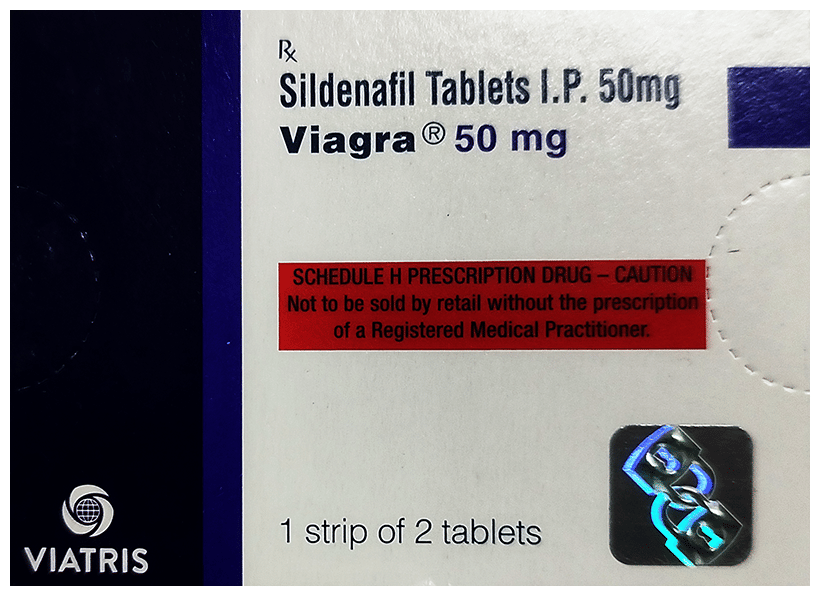 ℞
Sildenafil Tablets I.P. 50mg
Viagra® 50 mg
SCHEDULE H PRESCRIPTION DRUG – CAUTION
Not to be sold by retail without the prescription
of a Registered Medical Practitioner.
1 strip of 2 tablets
VIATRIS